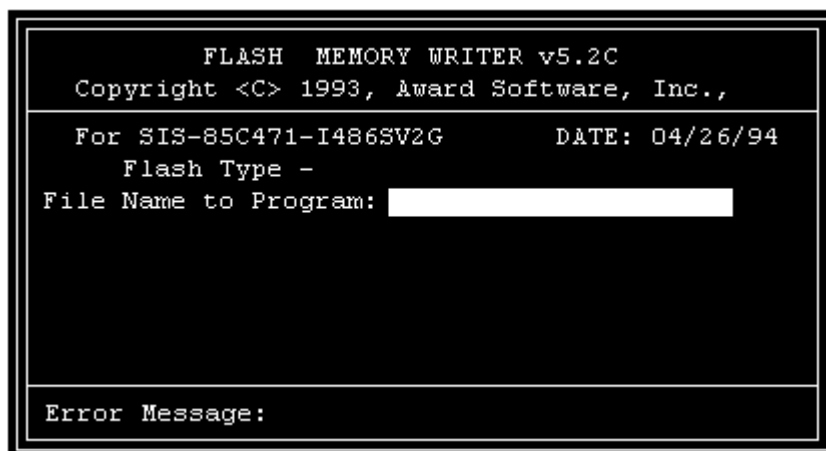 FLASH MEMORY WRITER v5.2C
Copyright <C> 1993, Award Software, Inc.,
For SIS-85C471-I486SV2G DATE: 04/26/94
Flash Type -
File Name to Program:
Error Message: